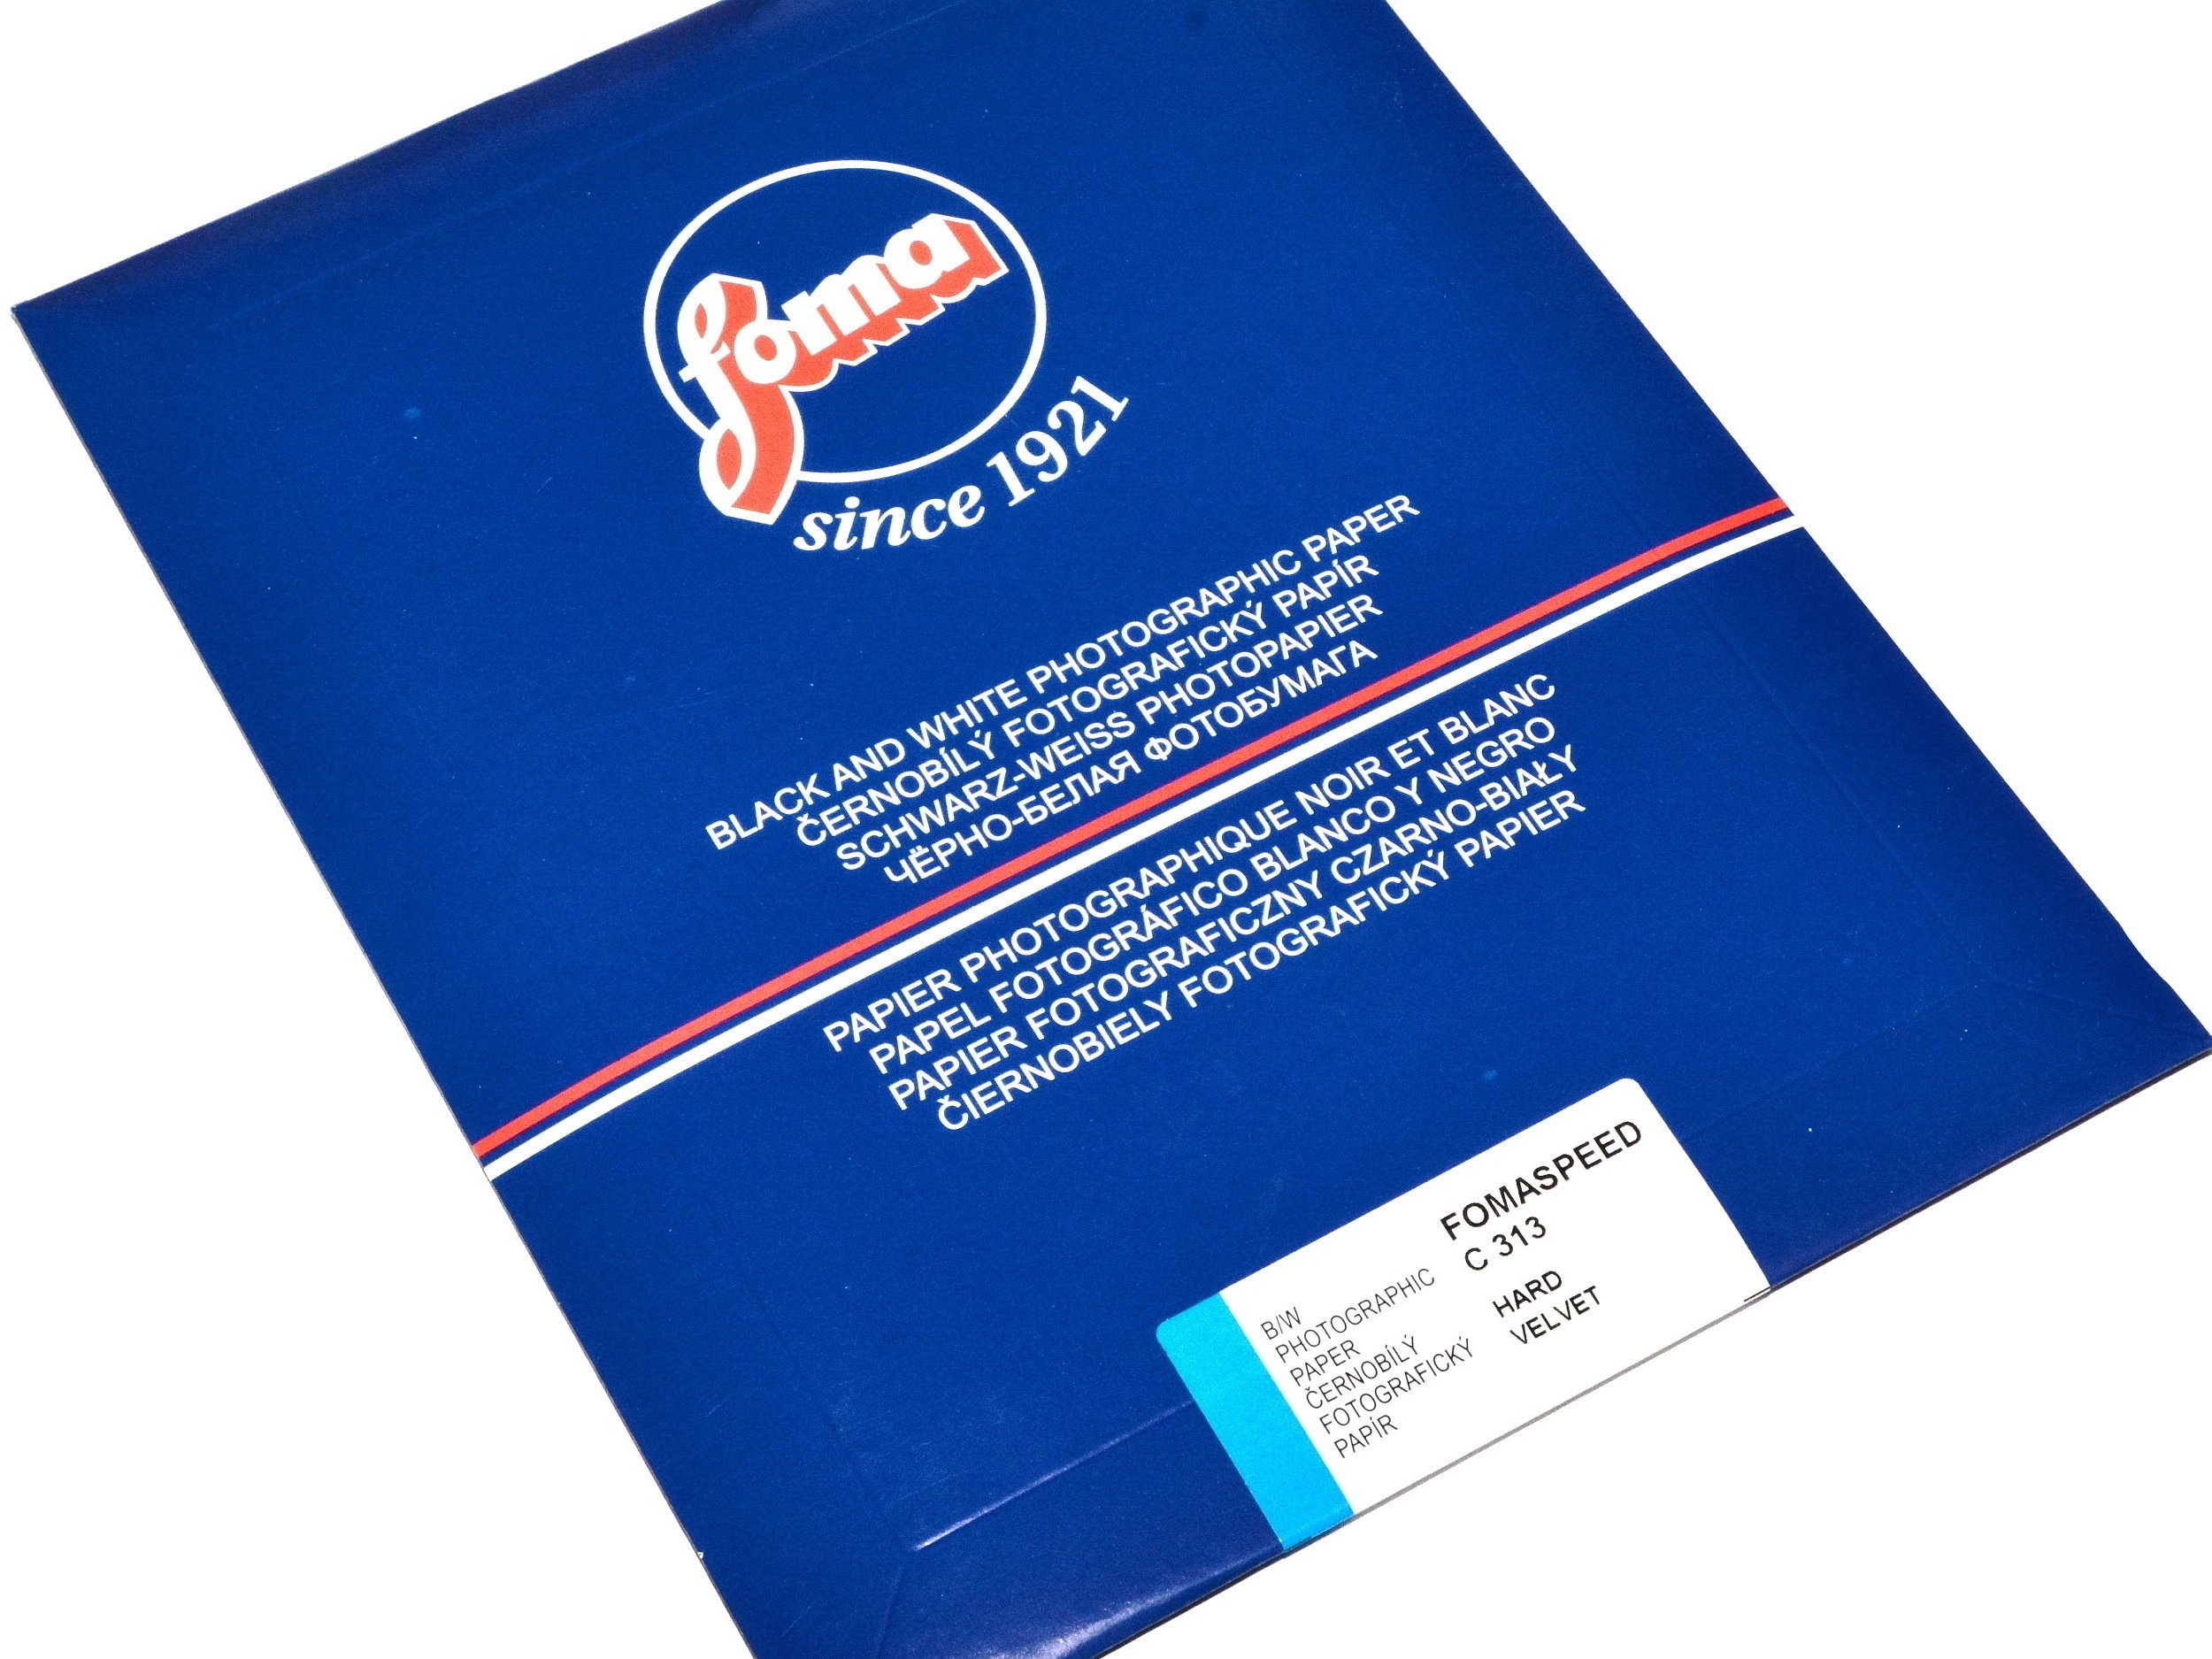 foma
since 1921
BLACK AND WHITE PHOTOGRAPHIC PAPER
ČERNOBÍLÝ FOTOGRAFICKÝ PAPÍR
SCHWARZ-WEISS PHOTOPAPIER
ЧЁРНО-БЕЛАЯ ФОТОБУМАГА
PAPIER PHOTOGRAPHIQUE NOIR ET BLANC
PAPEL FOTOGRÁFICO BLANCO Y NEGRO
PAPIER FOTOGRAFICZNY CZARNO-BIAŁY
ČIERNOBIELY FOTOGRAFICKÝ PAPIER
FOMASPEED
C 313
HARD
VELVET
B/W
PHOTOGRAPHIC
PAPER
ČERNOBÍLÝ
FOTOGRAFICKÝ
PAPÍR